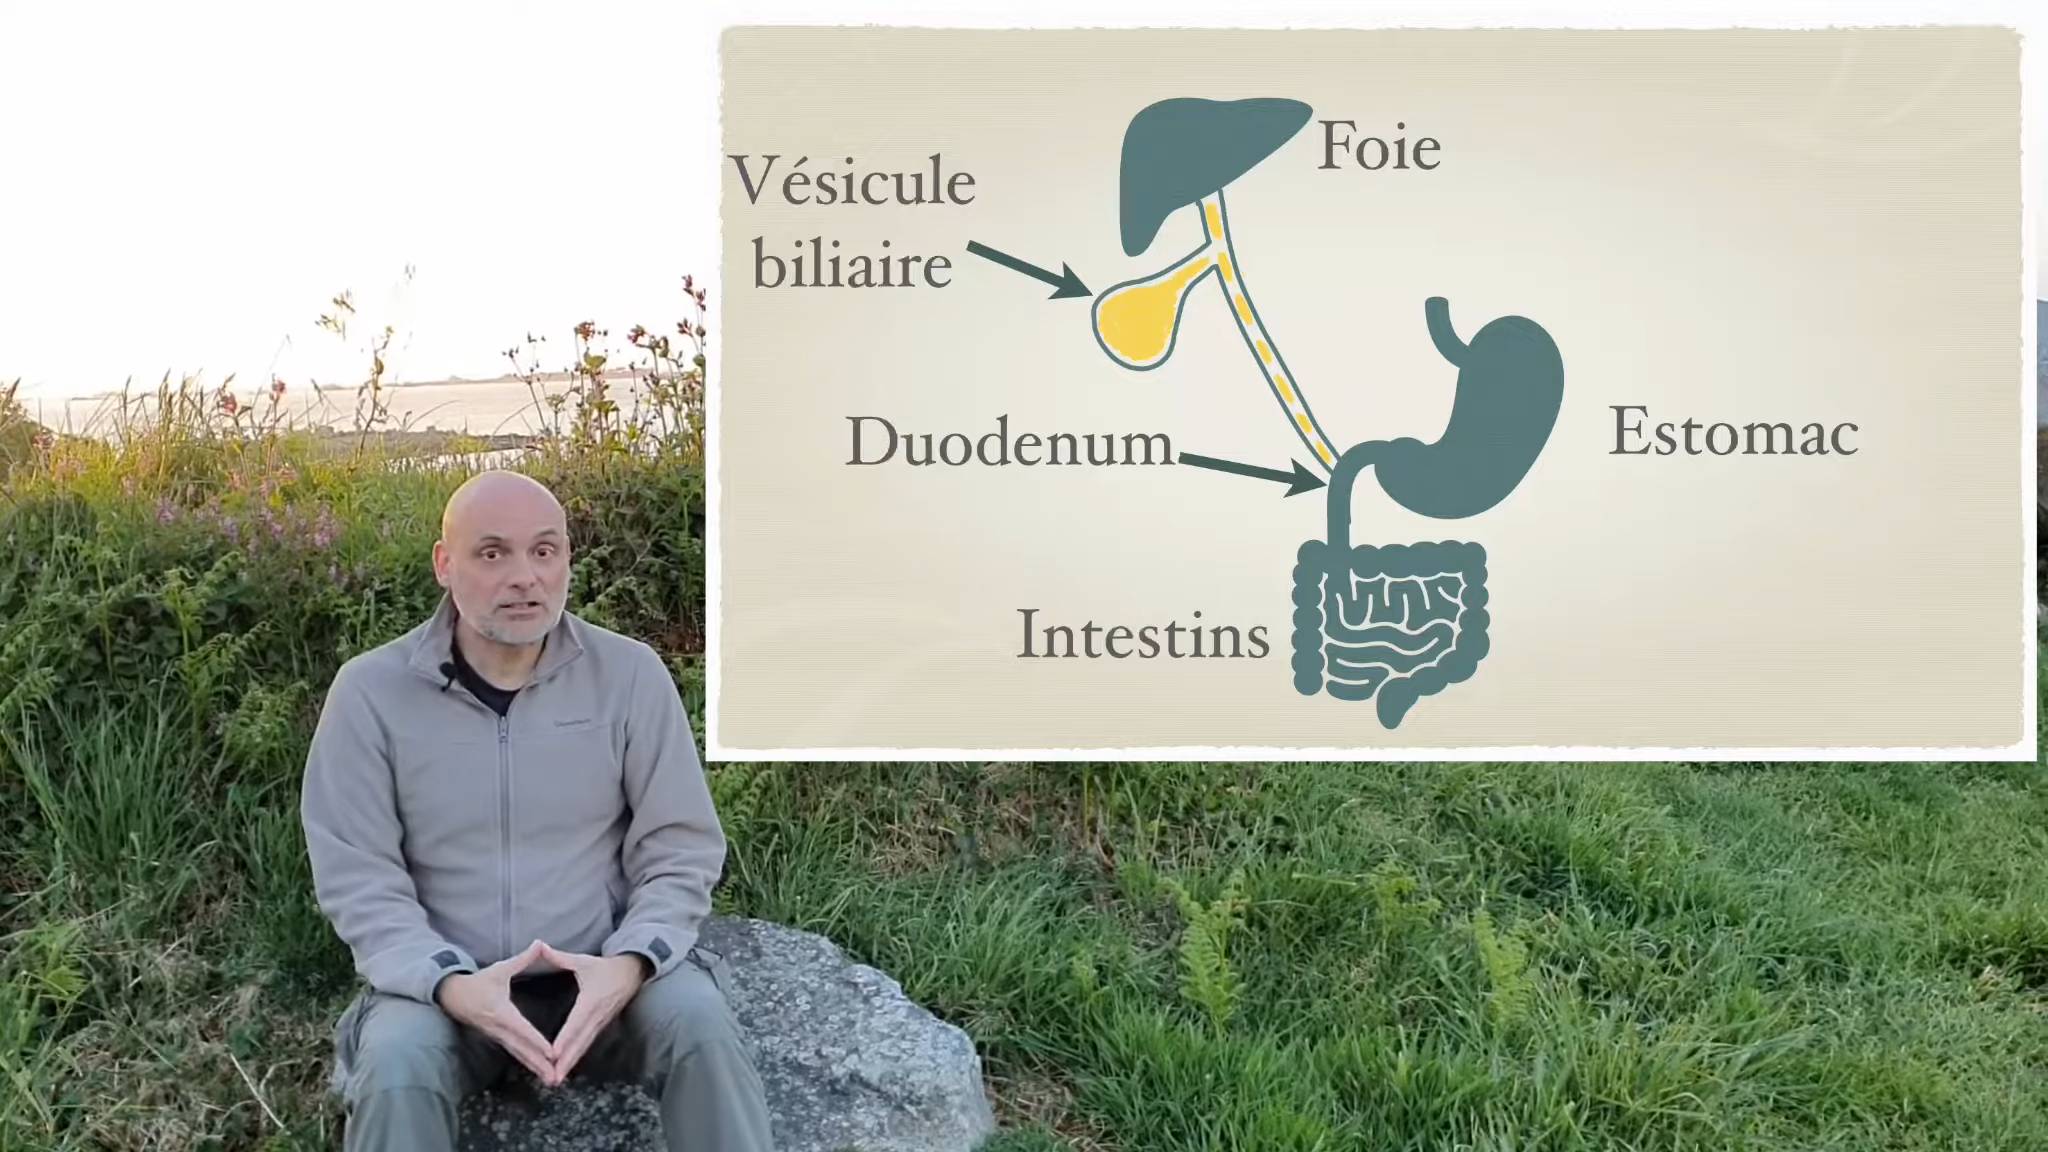 Foie
Vésicule
biliaire
Duodenum
Estomac
Intestins